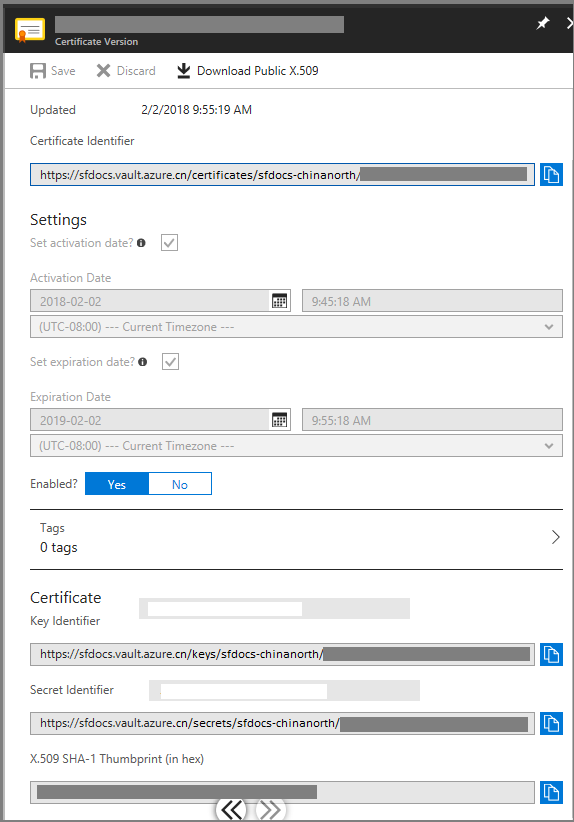 Certificate Version
Save Discard Download Public X.509
Updated 2/2/2018 9:55:19 AM
Certificate Identifier
https://sfdocs.vault.azure.cn/certificates/sfdocs-chinanorth/
Settings
Set activation date?
Activation Date
2018-02-02 9:45:18 AM
(UTC-08:00) --- Current Timezone ---
Set expiration date?
Expiration Date
2019-02-02 9:55:18 AM
(UTC-08:00) --- Current Timezone ---
Enabled? Yes No
Tags
0 tags
Certificate
Key Identifier
https://sfdocs.vault.azure.cn/keys/sfdocs-chinanorth/
Secret Identifier
https://sfdocs.vault.azure.cn/secrets/sfdocs-chinanorth/
X.509 SHA-1 Thumbprint (in hex)